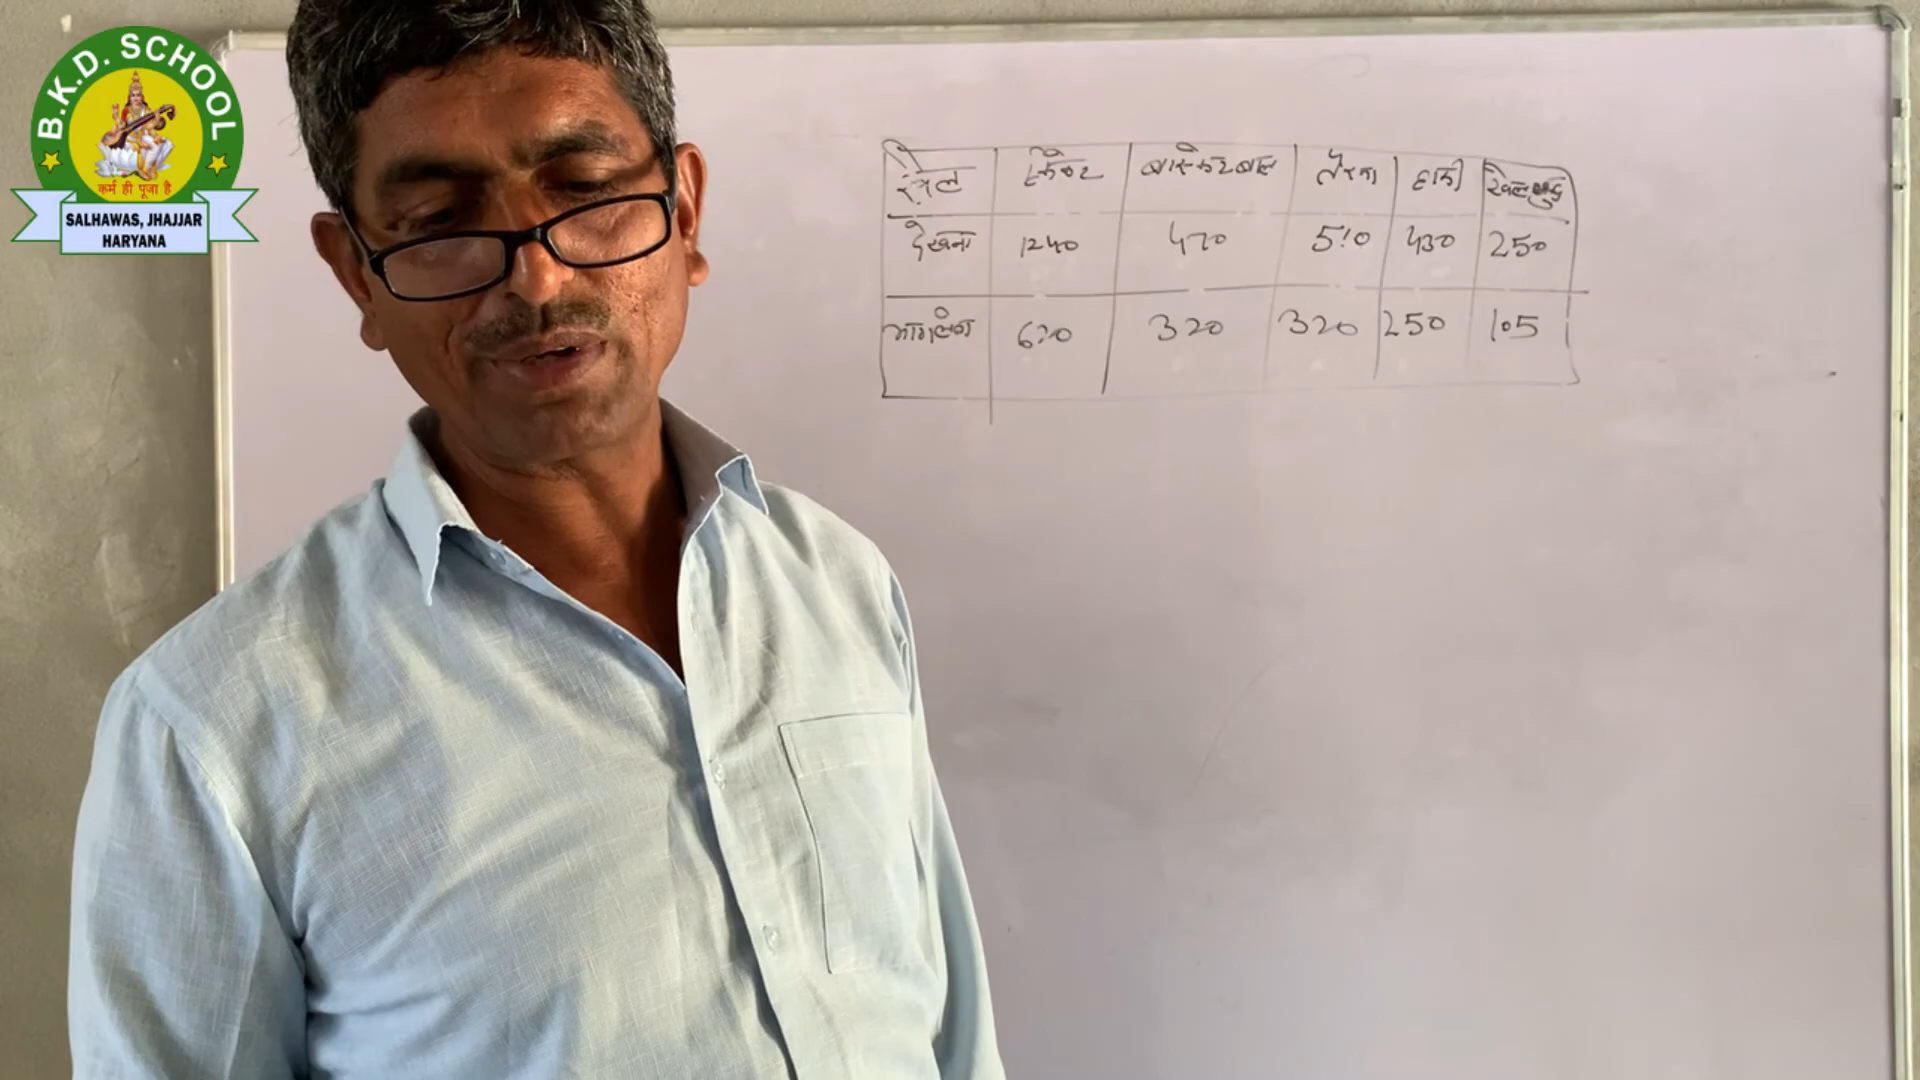 B.K.D. SCHOOL
कर्म ही पूजा है
SALHAWAS, JHAJJAR
HARYANA
खेल क्रिकेट बास्केटबाल तैरना हाकी खेलकुद
देखना 1240 470 510 430 250
भागलेना 620 320 320 250 105